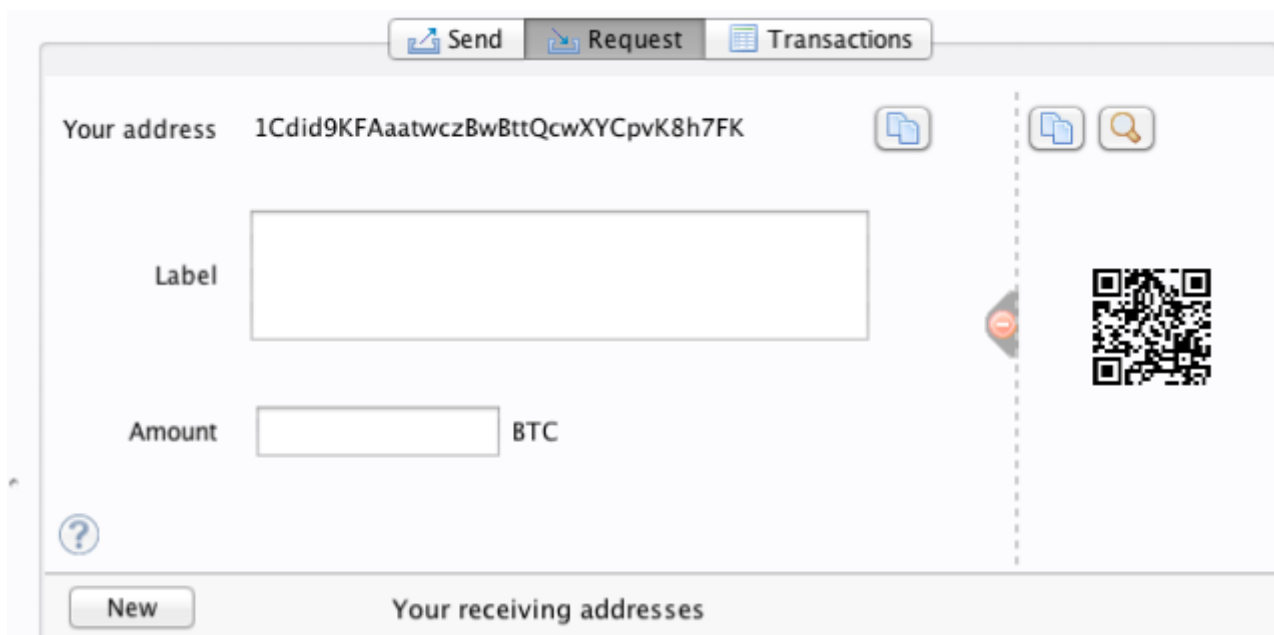 Send Request Transactions
Your address 1Cdid9KFAaatwczBwBttQcwXYCpvK8h7FK
Label
Amount BTC
?
New Your receiving addresses